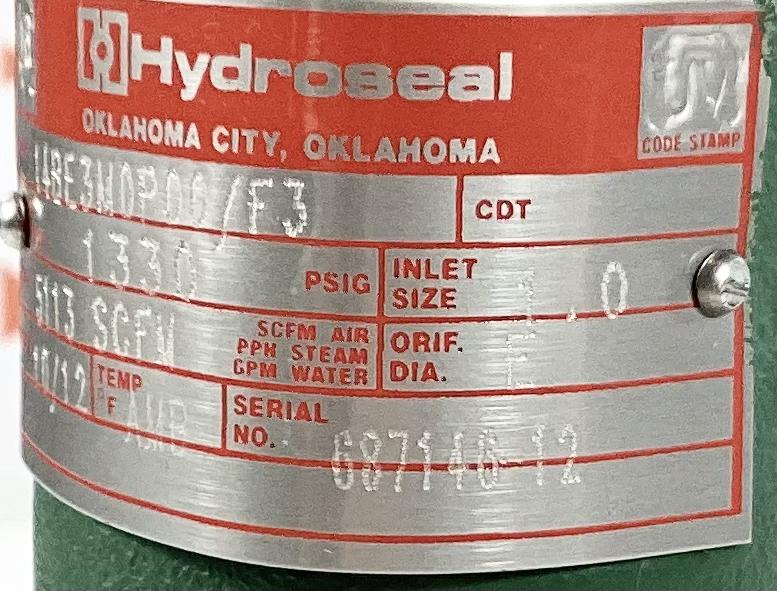 Hydroseal
OKLAHOMA CITY, OKLAHOMA
CODE STAMP
CDT
1330 PSIG
INLET SIZE 1.0
SCFM
SCFM AIR
PPH STEAM
GPM WATER
ORIF. DIA.
TEMP °F AMB
SERIAL NO. 687146-12